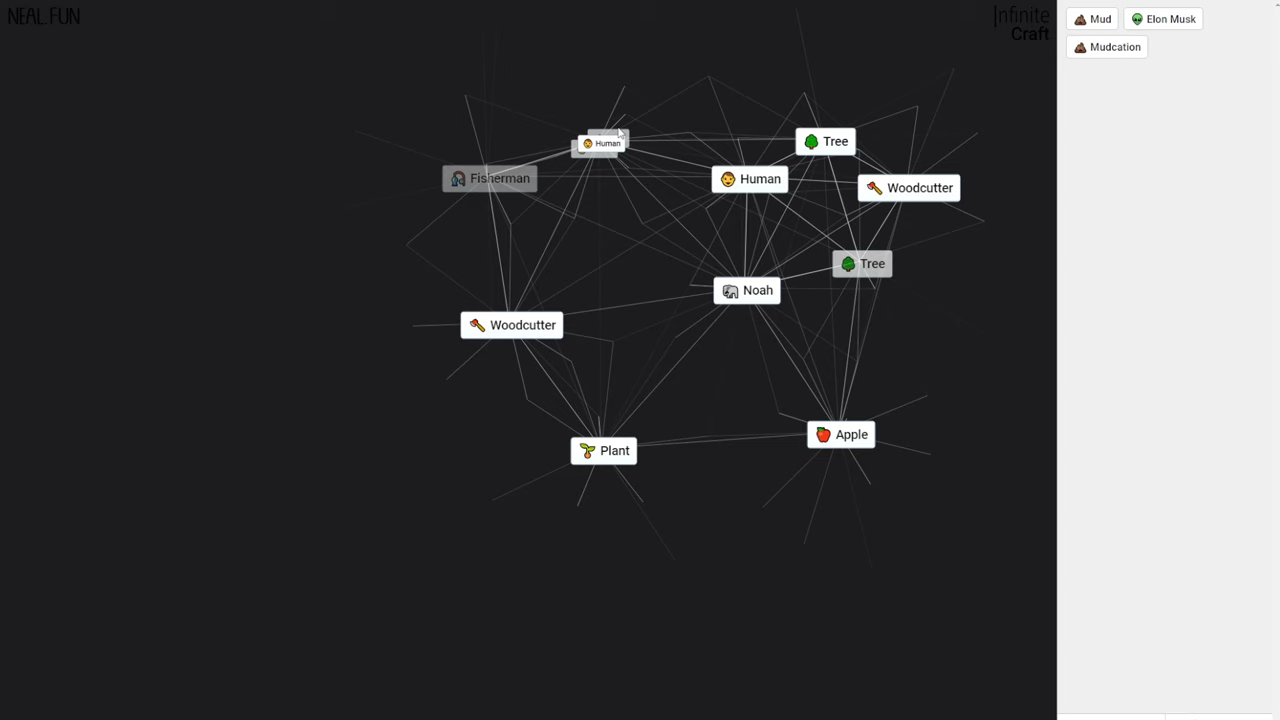 NEAL.FUN
Infinite
Craft
Mud
Elon Musk
Mudcation
Human
Tree
Fisherman
Human
Woodcutter
Tree
Noah
Woodcutter
Apple
Plant